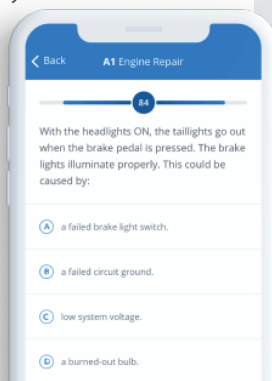 Back A1 Engine Repair
84
With the headlights ON, the taillights go out
when the brake pedal is pressed. The brake
lights illuminate properly. This could be
caused by:
A a failed brake light switch.
B a failed circuit ground.
C low system voltage.
D a burned-out bulb.